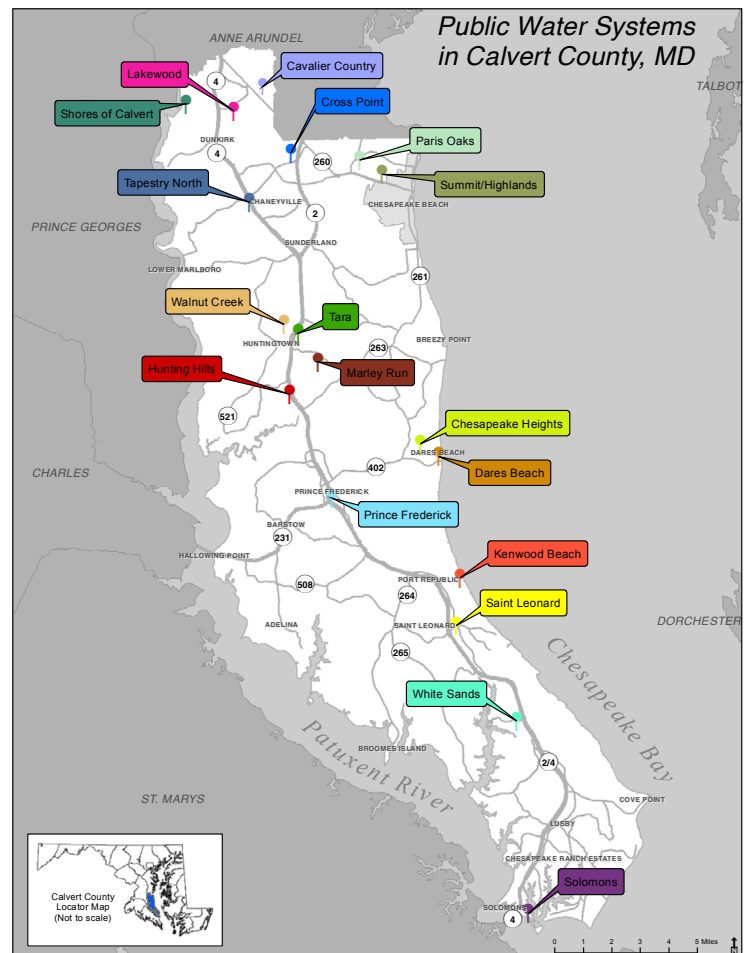 Public Water Systems
in Calvert County, MD
ANNE ARUNDEL
Cavalier Country
Lakewood
4
TALBOT
Cross Point
Shores of Calvert
DUNKIRK
4
260
Paris Oaks
Summit/Highlands
Tapestry North
CHANEYVILLE
CHESAPEAKE BEACH
2
PRINCE GEORGES
SUNDERLAND
LOWER MARLBORO
261
Walnut Creek
Tara
HUNTINGTOWN
263
BREEZY POINT
Hunting Hills
Marley Run
521
Chesapeake Heights
DARES BEACH
402
CHARLES
Dares Beach
PRINCE FREDERICK
Prince Frederick
BARSTOW
231
HALLOWING POINT
Kenwood Beach
PORT REPUBLIC
508
264
Saint Leonard
ADELINA
SAINT LEONARD
DORCHESTER
265
Chesapeake Bay
White Sands
Patuxent River
BROOMES ISLAND
2/4
ST. MARYS
COVE POINT
LUSBY
CHESAPEAKE RANCH ESTATES
Solomons
SOLOMONS
4
Calvert County
Locator Map
(Not to scale)
0 1 2 3 4 5 Miles
N